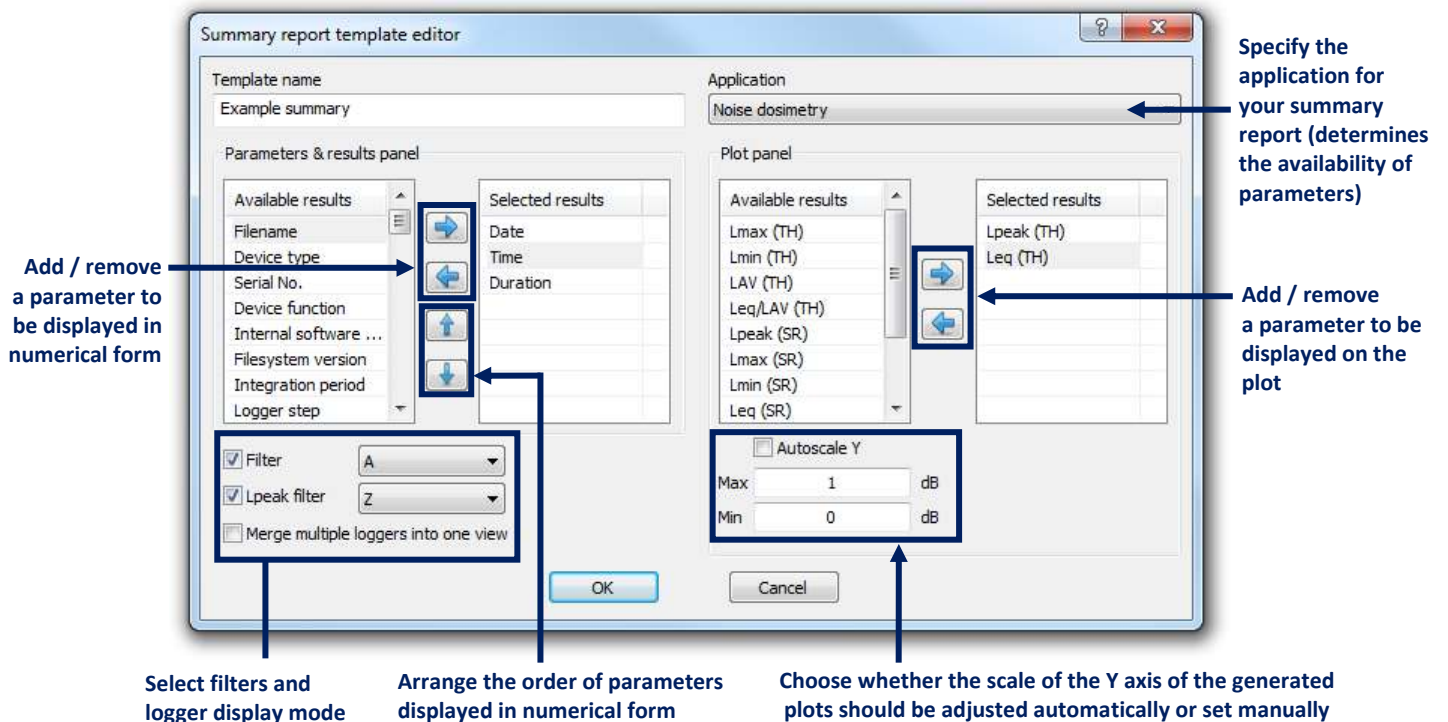 Summary report template editor
Template name
Example summary
Application
Noise dosimetry
Specify the
application for
your summary
report (determines
the availability of
parameters)
Parameters & results panel
Available results
Filename
Device type
Serial No.
Device function
Internal software ...
Filesystem version
Integration period
Logger step
Selected results
Date
Time
Duration
Add / remove
a parameter to
be displayed in
numerical form
Plot panel
Available results
Lmax (TH)
Lmin (TH)
LAV (TH)
Leq/LAV (TH)
Lpeak (SR)
Lmax (SR)
Lmin (SR)
Leq (SR)
Selected results
Lpeak (TH)
Leq (TH)
Add / remove
a parameter to be
displayed on the
plot
Filter A
Lpeak filter Z
Merge multiple loggers into one view
Autoscale Y
Max 1 dB
Min 0 dB
OK
Cancel
Select filters and
logger display mode
Arrange the order of parameters
displayed in numerical form
Choose whether the scale of the Y axis of the generated
plots should be adjusted automatically or set manually